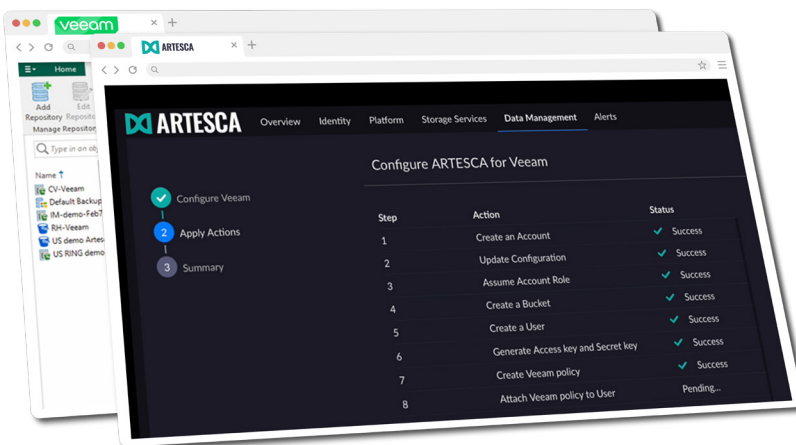 veeam
Home
Add
Repository
Edit
Repositor
Manage Repository
Type in an obj
Name
CV-Veeam
Default Backup
IM-demo-Feb7
RH-Veeam
US demo Artes
US RING demo
ARTESCA
ARTESCA
Overview Identity Platform Storage Services Data Management Alerts
Configure ARTESCA for Veeam
Configure Veeam
2 Apply Actions
3 Summary
Step Action Status
1 Create an Account Success
2 Update Configuration Success
3 Assume Account Role Success
4 Create a Bucket Success
5 Create a User Success
6 Generate Access key and Secret key Success
7 Create Veeam policy Success
8 Attach Veeam policy to User Pending...